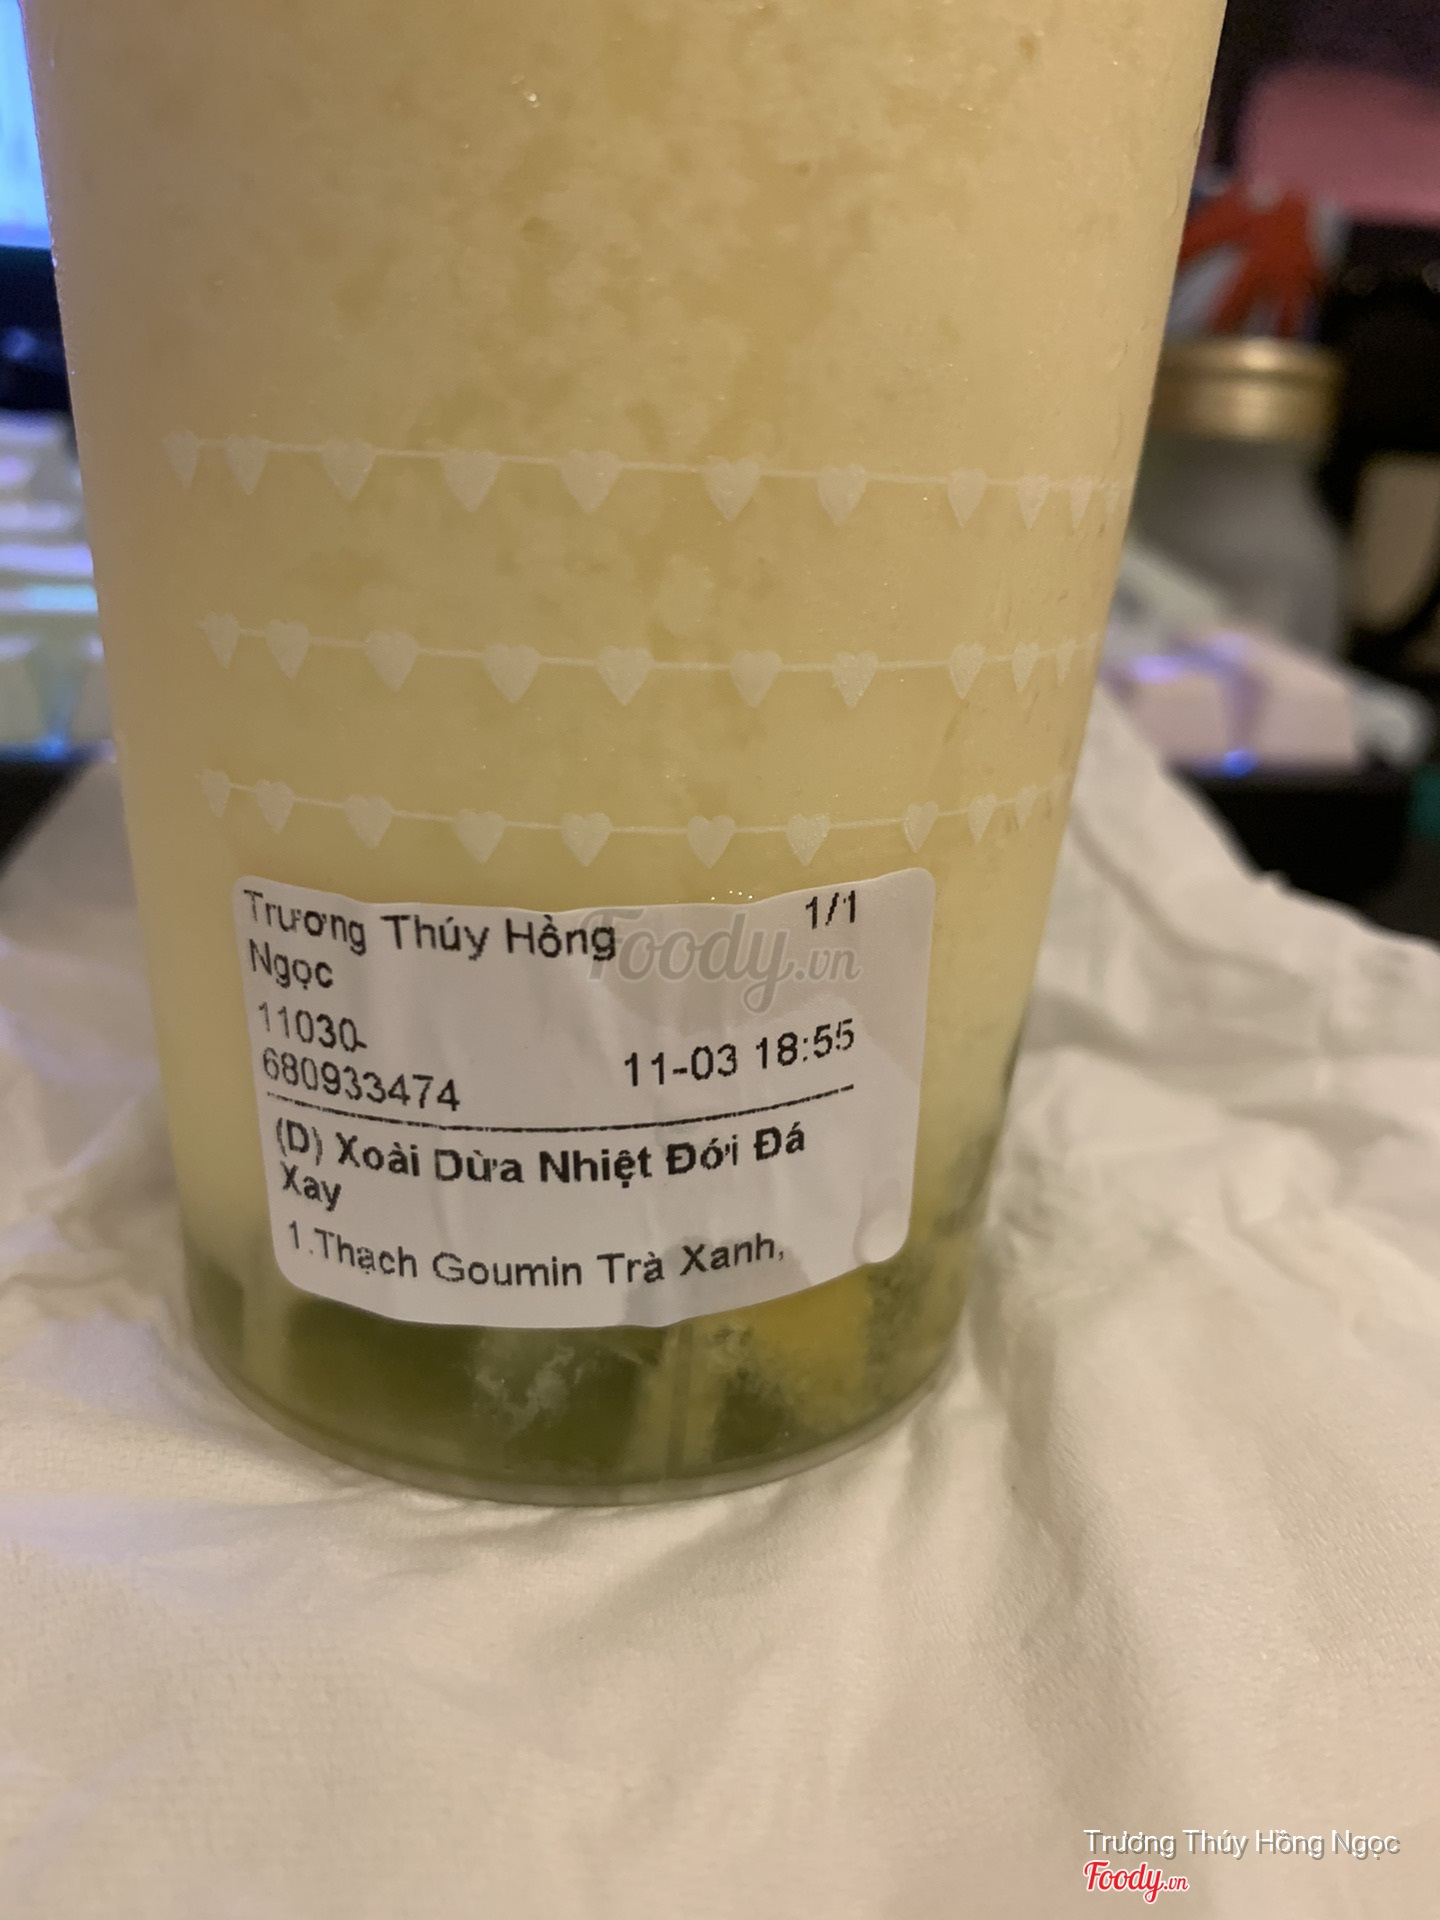 Trương Thúy Hồng 1/1
Ngọc
11030-
680933474 11-03 18:55
(D) Xoài Dừa Nhiệt Đới Đá
Xay
1.Thạch Goumin Trà Xanh,
Foody.vn
Trương Thúy Hồng Ngọc
Foody.vn